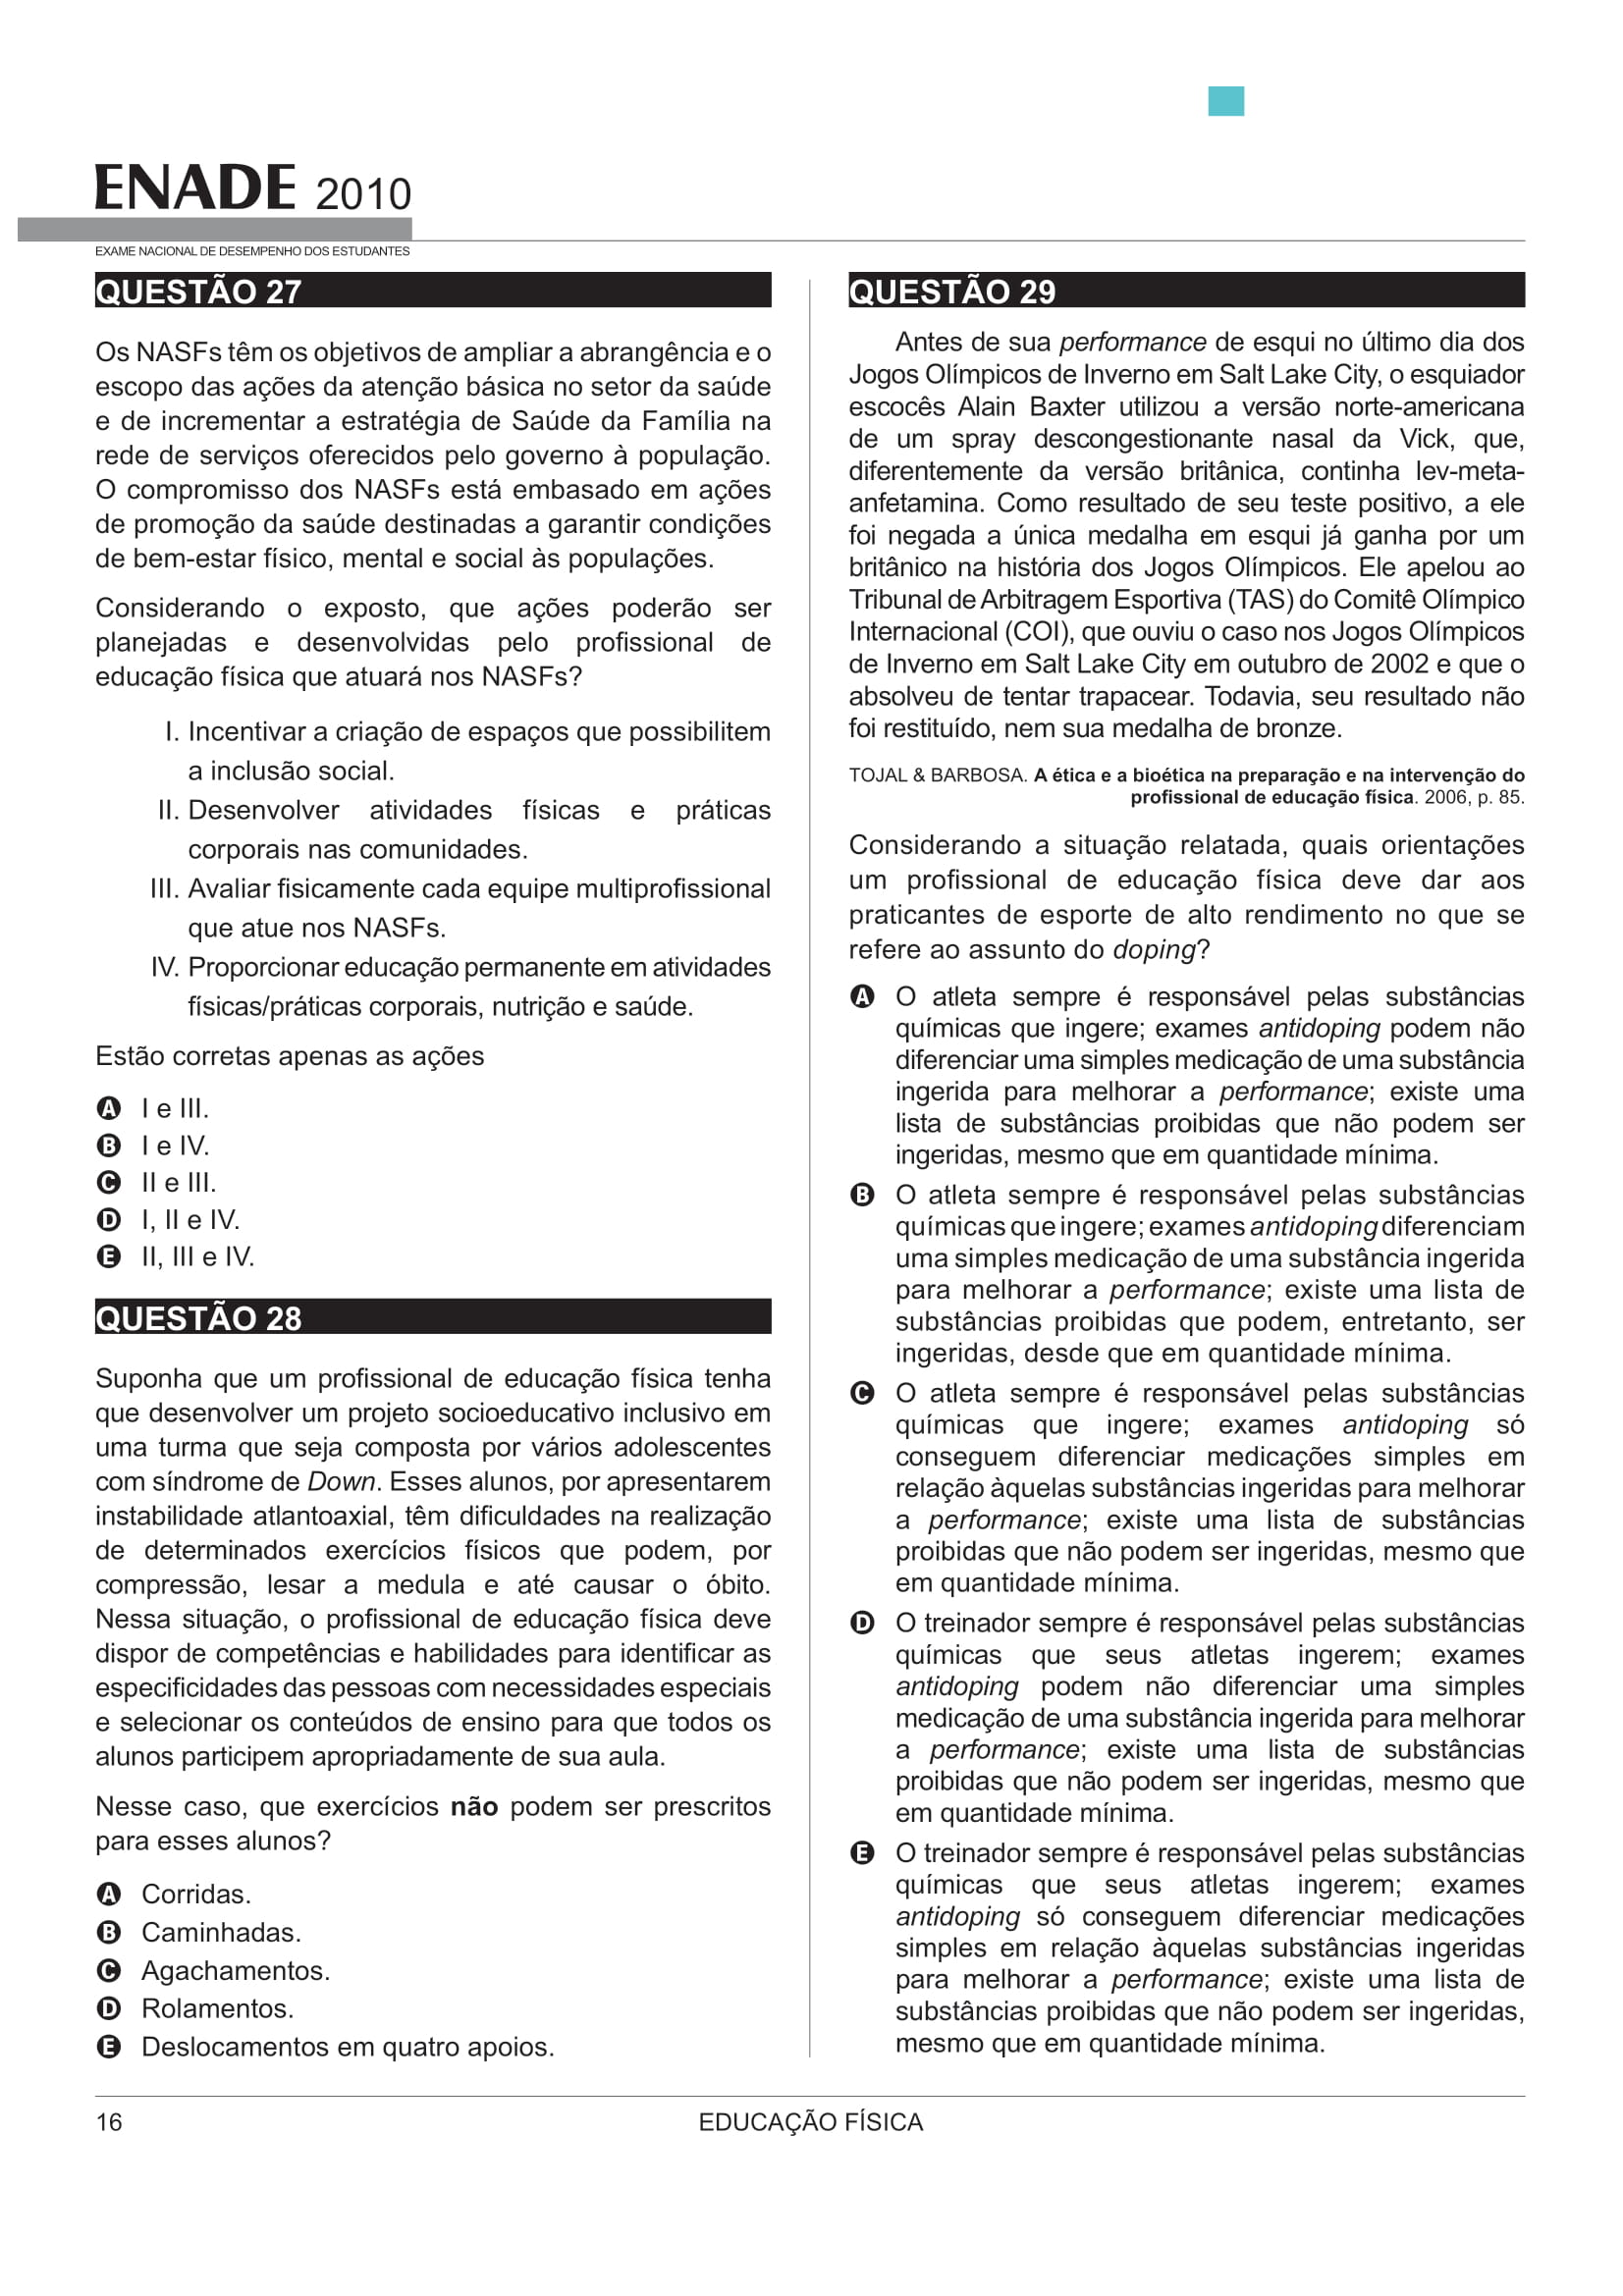 ENADE 2010
EXAME NACIONAL DE DESEMPENHO DOS ESTUDANTES
QUESTÃO 27
Os NASFs têm os objetivos de ampliar a abrangência e o
escopo das ações da atenção básica no setor da saúde
e de incrementar a estratégia de Saúde da Família na
rede de serviços oferecidos pelo governo à população.
O compromisso dos NASFs está embasado em ações
de promoção da saúde destinadas a garantir condições
de bem-estar físico, mental e social às populações.
Considerando o exposto, que ações poderão ser
planejadas e desenvolvidas pelo profissional de
educação física que atuará nos NASFs?
I. Incentivar a criação de espaços que possibilitem
a inclusão social.
II. Desenvolver atividades físicas e práticas
corporais nas comunidades.
III. Avaliar fisicamente cada equipe multiprofissional
que atue nos NASFs.
IV. Proporcionar educação permanente em atividades
físicas/práticas corporais, nutrição e saúde.
Estão corretas apenas as ações
A I e III.
B I e IV.
C II e III.
D I, II e IV.
E II, III e IV.
QUESTÃO 28
Suponha que um profissional de educação física tenha
que desenvolver um projeto socioeducativo inclusivo em
uma turma que seja composta por vários adolescentes
com síndrome de Down. Esses alunos, por apresentarem
instabilidade atlantoaxial, têm dificuldades na realização
de determinados exercícios físicos que podem, por
compressão, lesar a medula e até causar o óbito.
Nessa situação, o profissional de educação física deve
dispor de competências e habilidades para identificar as
especificidades das pessoas com necessidades especiais
e selecionar os conteúdos de ensino para que todos os
alunos participem apropriadamente de sua aula.
Nesse caso, que exercícios não podem ser prescritos
para esses alunos?
A Corridas.
B Caminhadas.
C Agachamentos.
D Rolamentos.
E Deslocamentos em quatro apoios.
QUESTÃO 29
Antes de sua performance de esqui no último dia dos
Jogos Olímpicos de Inverno em Salt Lake City, o esquiador
escocês Alain Baxter utilizou a versão norte-americana
de um spray descongestionante nasal da Vick, que,
diferentemente da versão britânica, continha lev-meta-
anfetamina. Como resultado de seu teste positivo, a ele
foi negada a única medalha em esqui já ganha por um
britânico na história dos Jogos Olímpicos. Ele apelou ao
Tribunal de Arbitragem Esportiva (TAS) do Comitê Olímpico
Internacional (COI), que ouviu o caso nos Jogos Olímpicos
de Inverno em Salt Lake City em outubro de 2002 e que o
absolveu de tentar trapacear. Todavia, seu resultado não
foi restituído, nem sua medalha de bronze.
TOJAL & BARBOSA. A ética e a bioética na preparação e na intervenção do
profissional de educação física. 2006, p. 85.
Considerando a situação relatada, quais orientações
um profissional de educação física deve dar aos
praticantes de esporte de alto rendimento no que se
refere ao assunto do doping?
A O atleta sempre é responsável pelas substâncias
químicas que ingere; exames antidoping podem não
diferenciar uma simples medicação de uma substância
ingerida para melhorar a performance; existe uma
lista de substâncias proibidas que não podem ser
ingeridas, mesmo que em quantidade mínima.
B O atleta sempre é responsável pelas substâncias
químicas que ingere; exames antidoping diferenciam
uma simples medicação de uma substância ingerida
para melhorar a performance; existe uma lista de
substâncias proibidas que podem, entretanto, ser
ingeridas, desde que em quantidade mínima.
C O atleta sempre é responsável pelas substâncias
químicas que ingere; exames antidoping só
conseguem diferenciar medicações simples em
relação àquelas substâncias ingeridas para melhorar
a performance; existe uma lista de substâncias
proibidas que não podem ser ingeridas, mesmo que
em quantidade mínima.
D O treinador sempre é responsável pelas substâncias
químicas que seus atletas ingerem; exames
antidoping podem não diferenciar uma simples
medicação de uma substância ingerida para melhorar
a performance; existe uma lista de substâncias
proibidas que não podem ser ingeridas, mesmo que
em quantidade mínima.
E O treinador sempre é responsável pelas substâncias
químicas que seus atletas ingerem; exames
antidoping só conseguem diferenciar medicações
simples em relação àquelas substâncias ingeridas
para melhorar a performance; existe uma lista de
substâncias proibidas que não podem ser ingeridas,
mesmo que em quantidade mínima.
16
EDUCAÇÃO FÍSICA